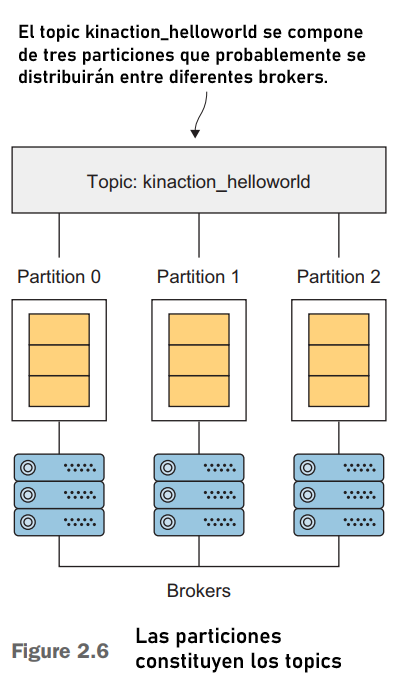 El topic kinaction_helloworld se compone
de tres particiones que probablemente se
distribuirán entre diferentes brokers.
Topic: kinaction_helloworld
Partition 0
Partition 1
Partition 2
Brokers
Figure 2.6
Las particiones
constituyen los topics